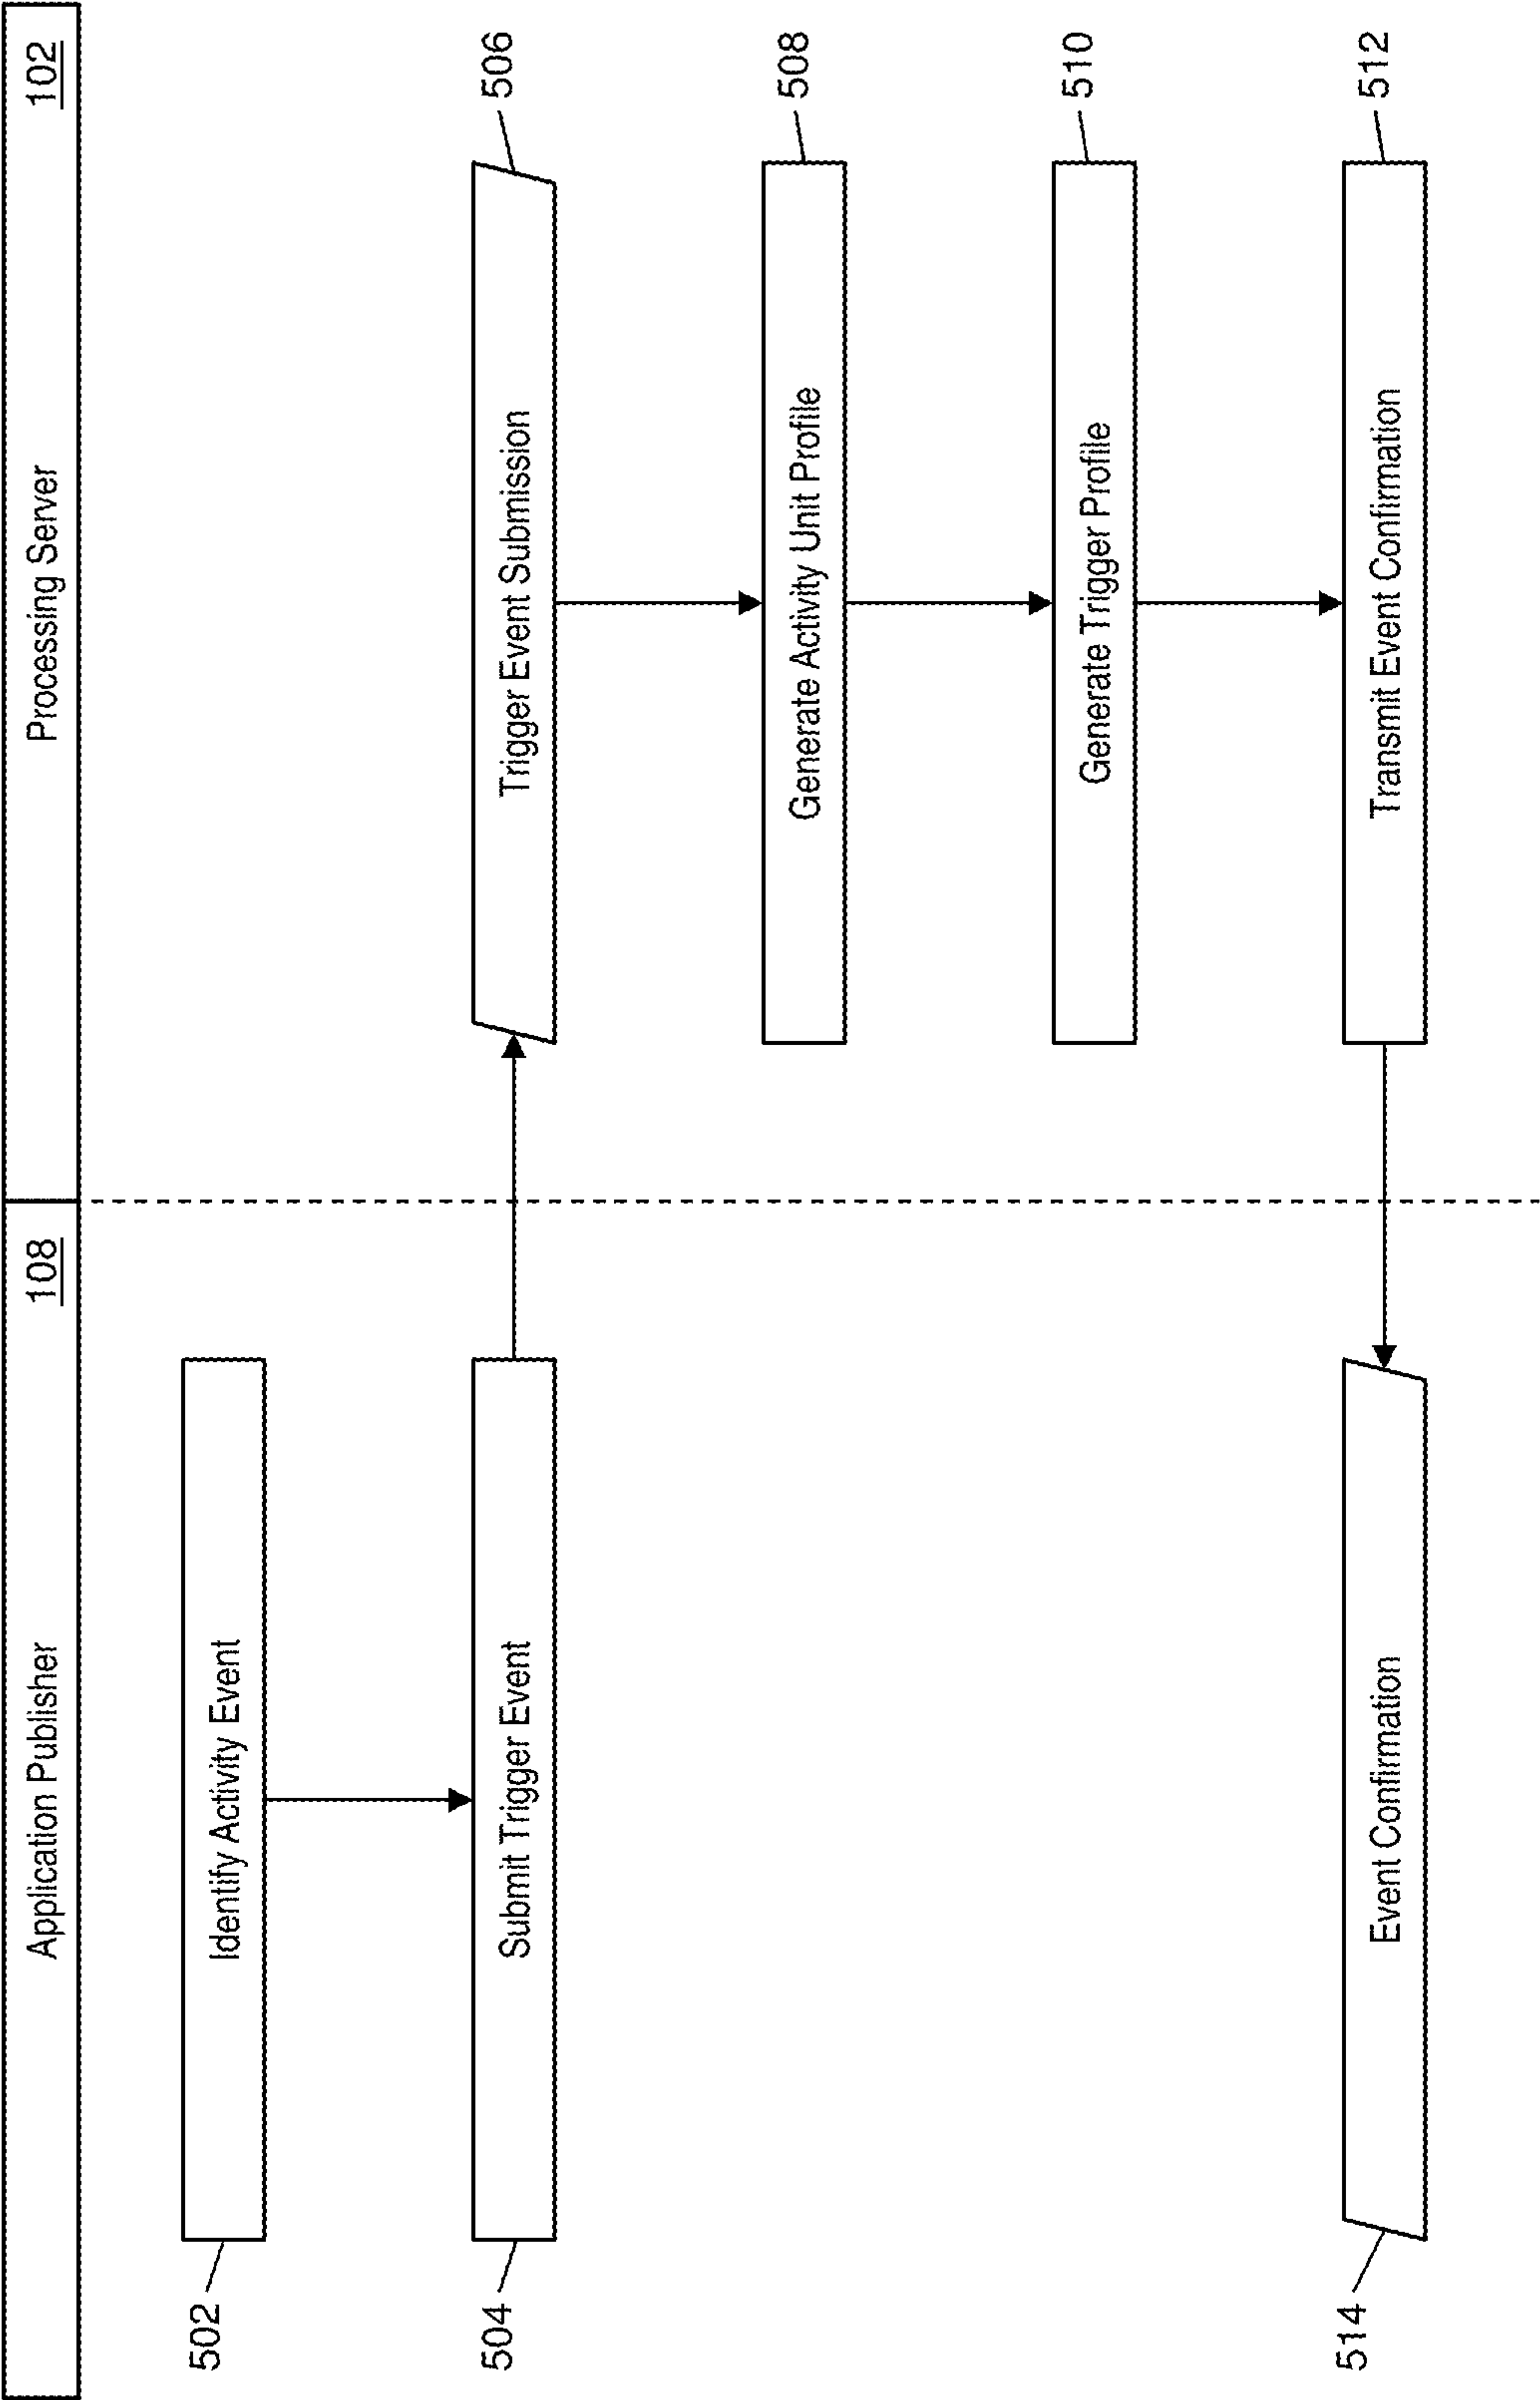 Application Publisher
108
Processing Server
102
502
Identify Activity Event
504
Submit Trigger Event
Trigger Event Submission
506
Generate Activity Unit Profile
508
Generate Trigger Profile
510
514
Event Confirmation
Transmit Event Confirmation
512